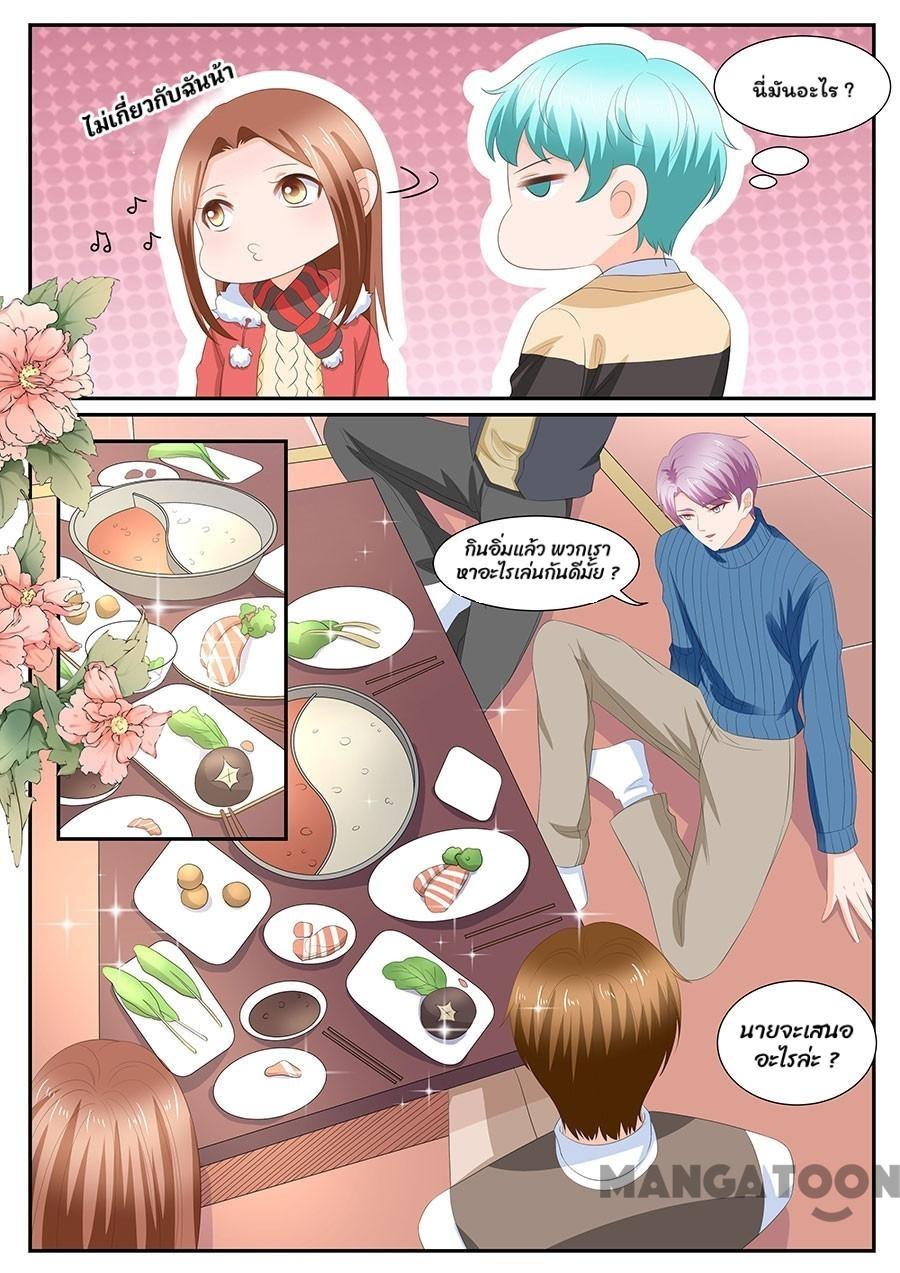 ไม่เกี่ยวกับฉันน้า
นี่มันอะไร ?
กินอิ่มแล้ว พวกเรา
หาอะไรเล่นกันดีมั้ย ?
นายจะเสนอ
อะไรล่ะ ?
MANGATOON